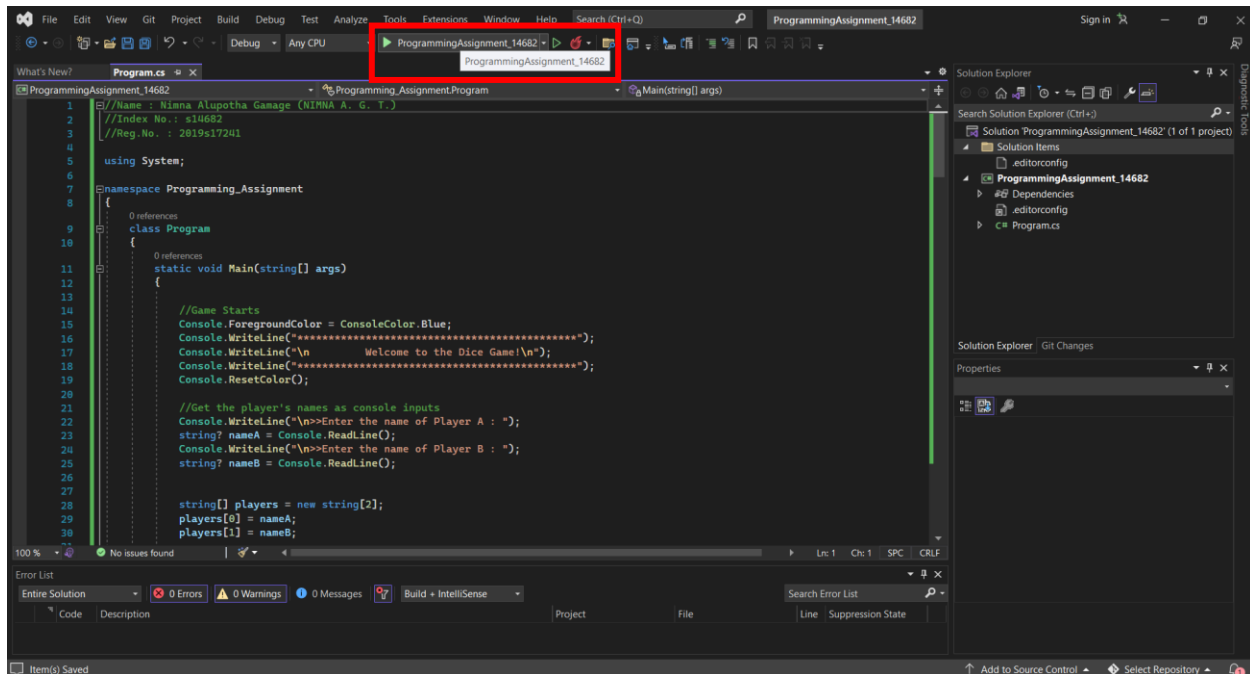 File Edit View Git Project Build Debug Test Analyze Tools Extensions Window Help Search (Ctrl+Q) ProgrammingAssignment_14682 Sign in
Debug Any CPU ProgrammingAssignment_14682
ProgrammingAssignment_14682
What's New? Program.cs
ProgrammingAssignment_14682 Programming_Assignment.Program Main(string[] args)
1 //Name : Nimna Alupotha Gamage (NIMNA A. G. T.)
2 //Index No.: s14682
3 //Reg.No. : 2019s17241
4
5 using System;
6
7 namespace Programming_Assignment
8 {
0 references
9 class Program
10 {
0 references
11 static void Main(string[] args)
12 {
13
14 //Game Starts
15 Console.ForegroundColor = ConsoleColor.Blue;
16 Console.WriteLine("*********************************************");
17 Console.WriteLine("\n Welcome to the Dice Game!\n");
18 Console.WriteLine("*********************************************");
19 Console.ResetColor();
20
21 //Get the player's names as console inputs
22 Console.WriteLine("\n>>Enter the name of Player A : ");
23 string? nameA = Console.ReadLine();
24 Console.WriteLine("\n>>Enter the name of Player B : ");
25 string? nameB = Console.ReadLine();
26
27
28 string[] players = new string[2];
29 players[0] = nameA;
30 players[1] = nameB;
100 % No issues found Ln: 1 Ch: 1 SPC CRLF
Error List
Entire Solution 0 Errors 0 Warnings 0 Messages Build + IntelliSense Search Error List
Code Description Project File Line Suppression State
Item(s) Saved Add to Source Control Select Repository
Solution Explorer
Search Solution Explorer (Ctrl+;)
Solution 'ProgrammingAssignment_14682' (1 of 1 project)
Solution Items
.editorconfig
ProgrammingAssignment_14682
Dependencies
.editorconfig
C# Program.cs
Solution Explorer Git Changes
Properties
Diagnostic Tools